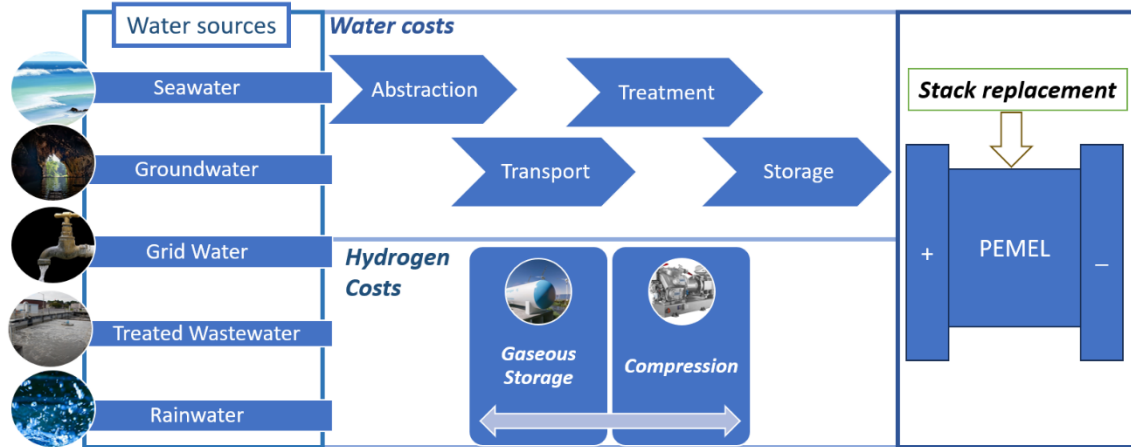 Water sources
Seawater
Groundwater
Grid Water
Treated Wastewater
Rainwater
Water costs
Abstraction
Treatment
Transport
Storage
Hydrogen
Costs
Gaseous
Storage
Compression
Stack replacement
+
PEMEL
_